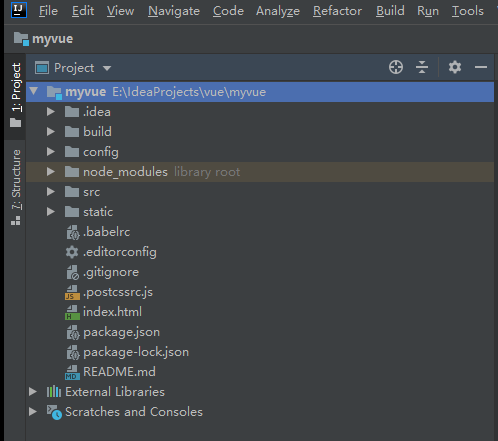 IJ File Edit View Navigate Code Analyze Refactor Build Run Tools
myvue
1: Project
7: Structure
Project
myvue E:\IdeaProjects\vue\myvue
.idea
build
config
node_modules library root
src
static
.babelrc
.editorconfig
.gitignore
.postcssrc.js
index.html
package.json
package-lock.json
README.md
External Libraries
Scratches and Consoles